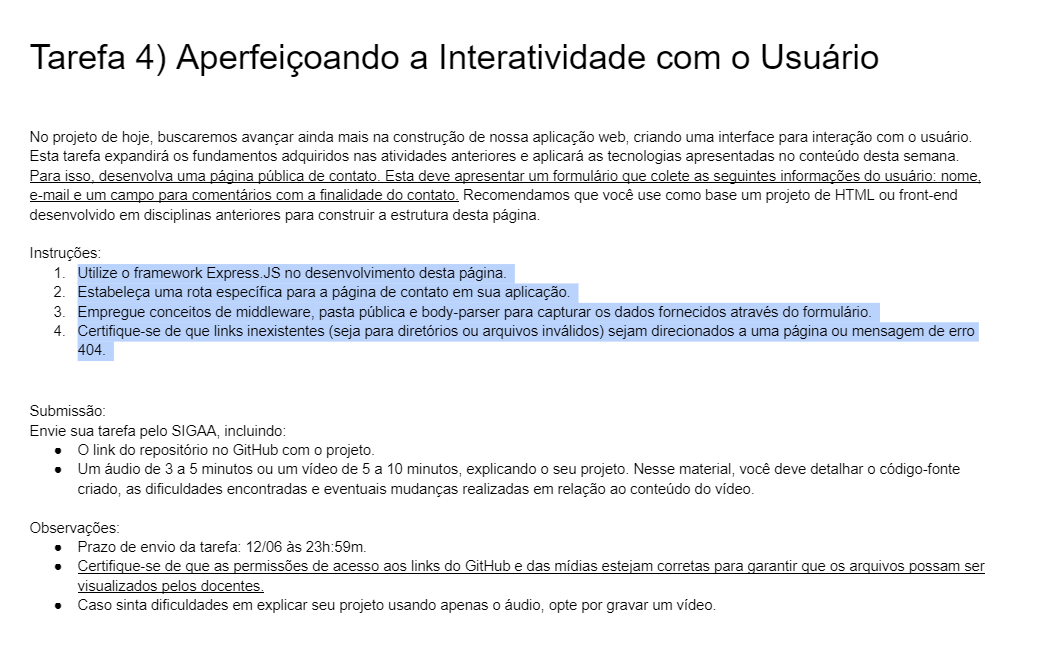 Tarefa 4) Aperfeiçoando a Interatividade com o Usuário
No projeto de hoje, buscaremos avançar ainda mais na construção de nossa aplicação web, criando uma interface para interação com o usuário.
Esta tarefa expandirá os fundamentos adquiridos nas atividades anteriores e aplicará as tecnologias apresentadas no conteúdo desta semana.
Para isso, desenvolva uma página pública de contato. Esta deve apresentar um formulário que colete as seguintes informações do usuário: nome,
e-mail e um campo para comentários com a finalidade do contato. Recomendamos que você use como base um projeto de HTML ou front-end
desenvolvido em disciplinas anteriores para construir a estrutura desta página.
Instruções:
1. Utilize o framework Express.JS no desenvolvimento desta página.
2. Estabeleça uma rota específica para a página de contato em sua aplicação.
3. Empregue conceitos de middleware, pasta pública e body-parser para capturar os dados fornecidos através do formulário.
4. Certifique-se de que links inexistentes (seja para diretórios ou arquivos inválidos) sejam direcionados a uma página ou mensagem de erro
404.
Submissão:
Envie sua tarefa pelo SIGAA, incluindo:
● O link do repositório no GitHub com o projeto.
● Um áudio de 3 a 5 minutos ou um vídeo de 5 a 10 minutos, explicando o seu projeto. Nesse material, você deve detalhar o código-fonte
criado, as dificuldades encontradas e eventuais mudanças realizadas em relação ao conteúdo do vídeo.
Observações:
● Prazo de envio da tarefa: 12/06 às 23h:59m.
● Certifique-se de que as permissões de acesso aos links do GitHub e das mídias estejam corretas para garantir que os arquivos possam ser
visualizados pelos docentes.
● Caso sinta dificuldades em explicar seu projeto usando apenas o áudio, opte por gravar um vídeo.